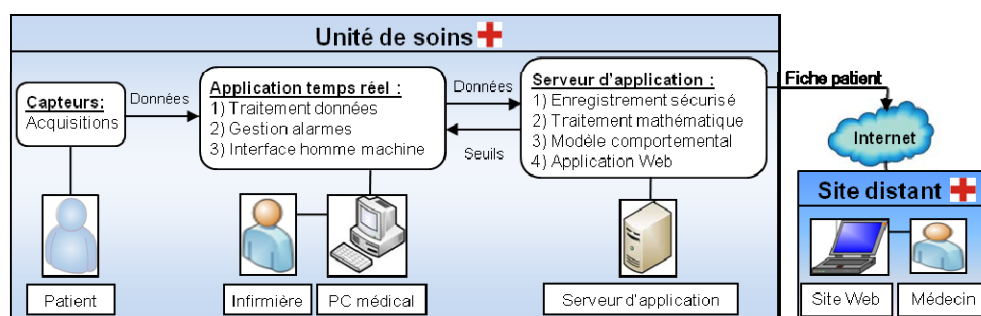 Unité de soins
Capteurs:
Acquisitions
Données
Application temps réel :
1) Traitement données
2) Gestion alarmes
3) Interface homme machine
Données
Seuils
Serveur d'application :
1) Enregistrement sécurisé
2) Traitement mathématique
3) Modèle comportemental
4) Application Web
Fiche patient
Internet
Site distant
Patient
Infirmière
PC médical
Serveur d'application
Site Web
Médecin